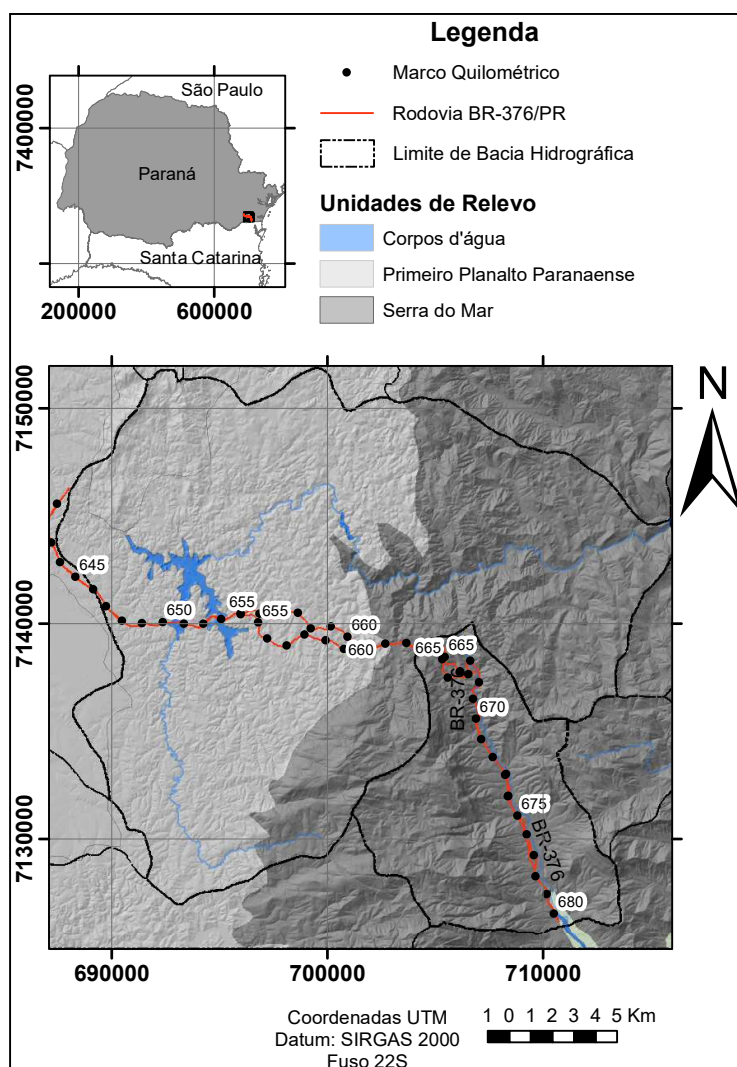 Legenda
Marco Quilométrico
Rodovia BR-376/PR
Limite de Bacia Hidrográfica
Unidades de Relevo
Corpos d'água
Primeiro Planalto Paranaense
Serra do Mar
São Paulo
Paraná
Santa Catarina
7400000
200000 600000
N
7150000
7140000
7130000
7150000
7140000
7130000
645
650
655
655
660
660
665
665
BR-376
670
675
BR-376
680
690000 700000 710000
Coordenadas UTM
Datum: SIRGAS 2000
Fuso 22S
1 0 1 2 3 4 5 Km